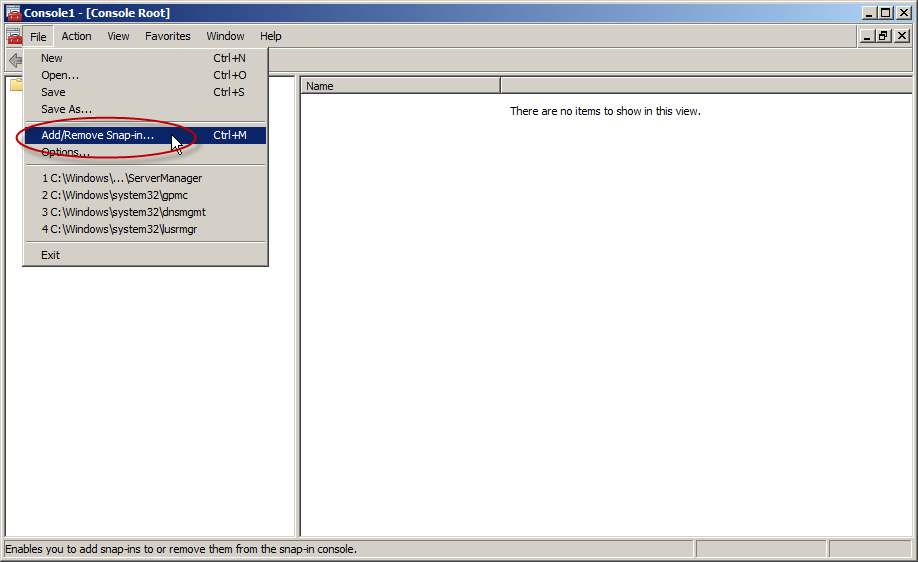 Console1 - [Console Root]
File Action View Favorites Window Help
New Ctrl+N
Open... Ctrl+O
Save Ctrl+S
Save As...
Add/Remove Snap-in... Ctrl+M
Options...
1 C:\Windows\...\ServerManager
2 C:\Windows\system32\gpmc
3 C:\Windows\system32\dnsmgmt
4 C:\Windows\system32\lusrmgr
Exit
Name
There are no items to show in this view.
Enables you to add snap-ins to or remove them from the snap-in console.